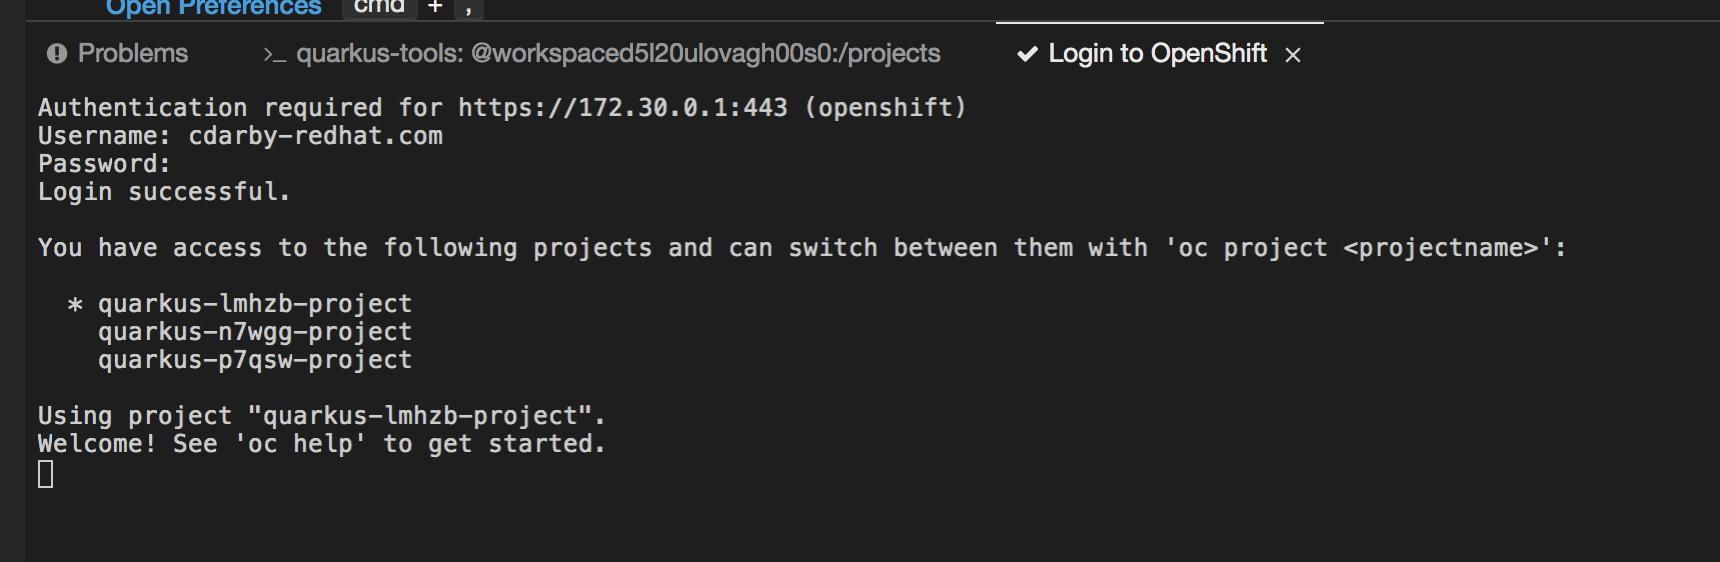 Open Preferences cmd + ,
Problems >_ quarkus-tools: @workspaced5l20ulovagh00s0:/projects Login to OpenShift ×
Authentication required for https://172.30.0.1:443 (openshift)
Username: cdarby-redhat.com
Password:
Login successful.
You have access to the following projects and can switch between them with 'oc project <projectname>':
* quarkus-lmhzb-project
quarkus-n7wgg-project
quarkus-p7qsw-project
Using project "quarkus-lmhzb-project".
Welcome! See 'oc help' to get started.